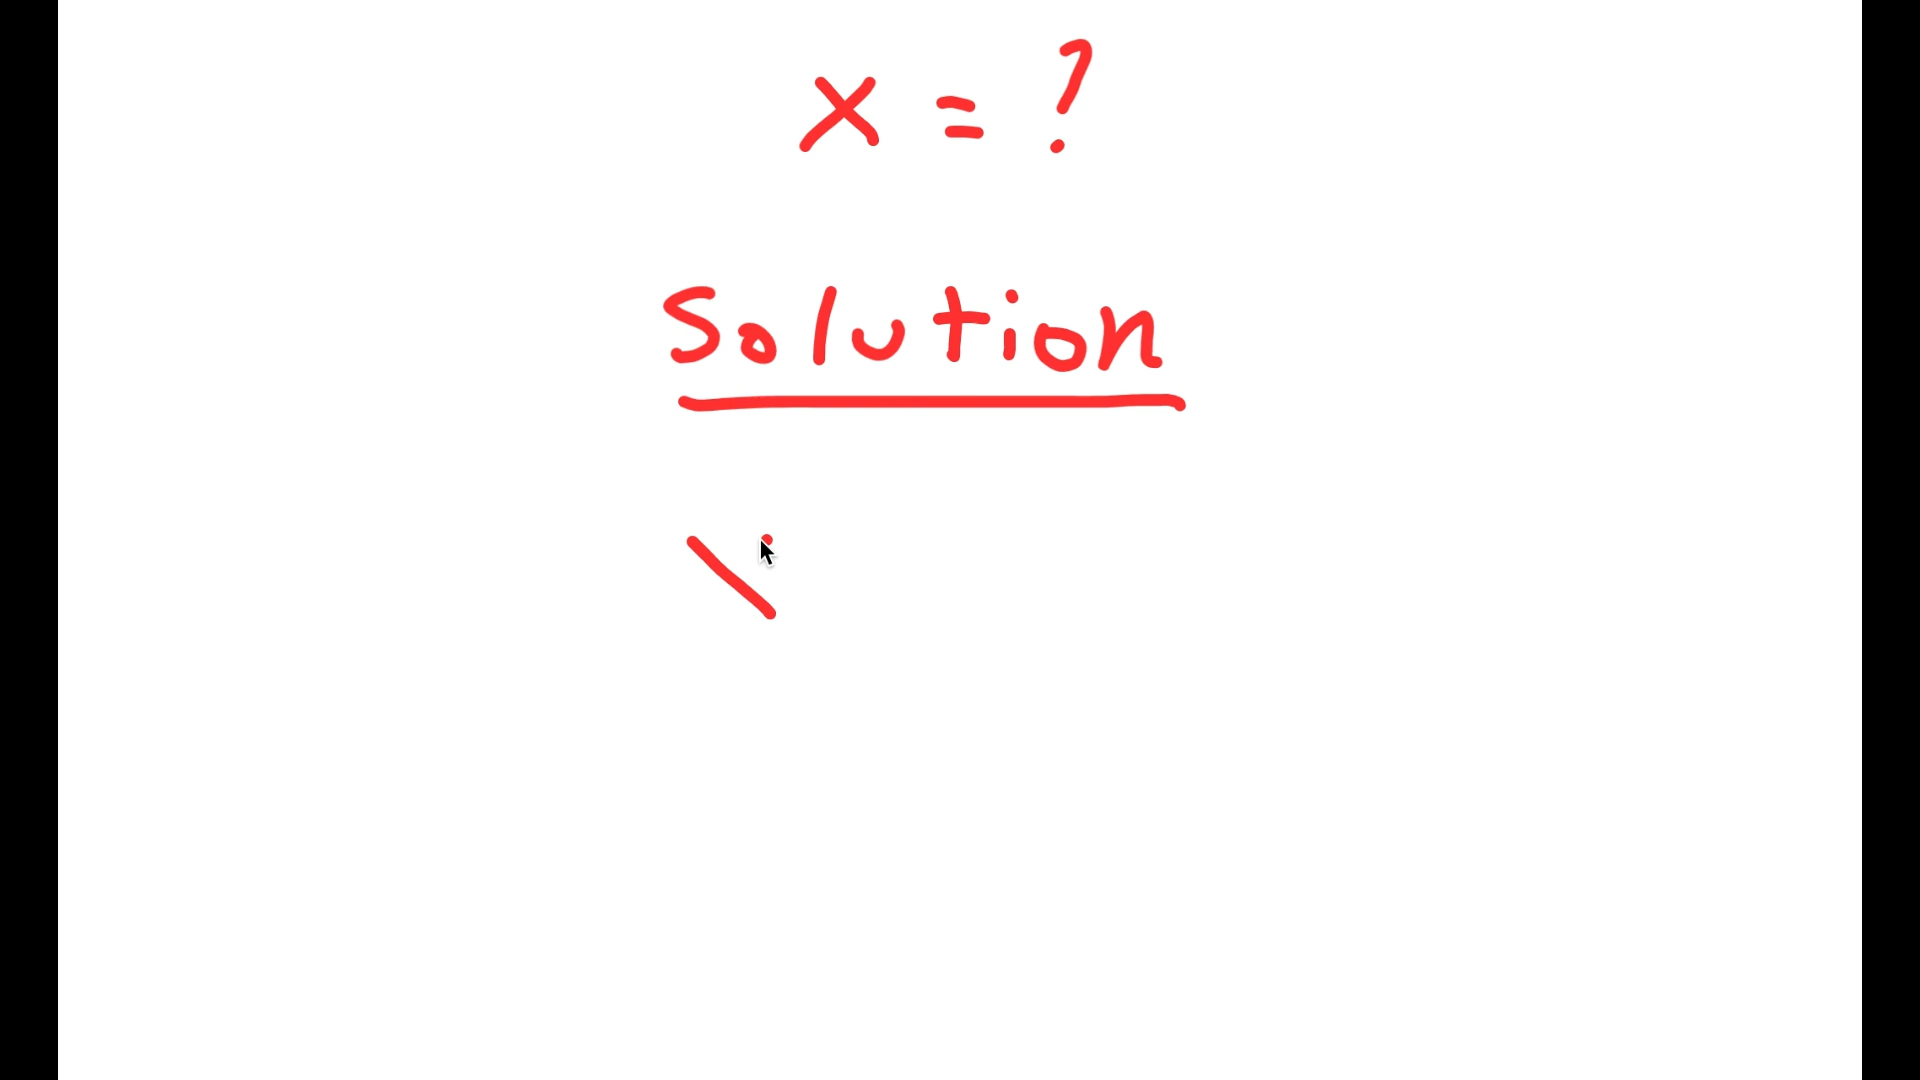 x = ?
Solution